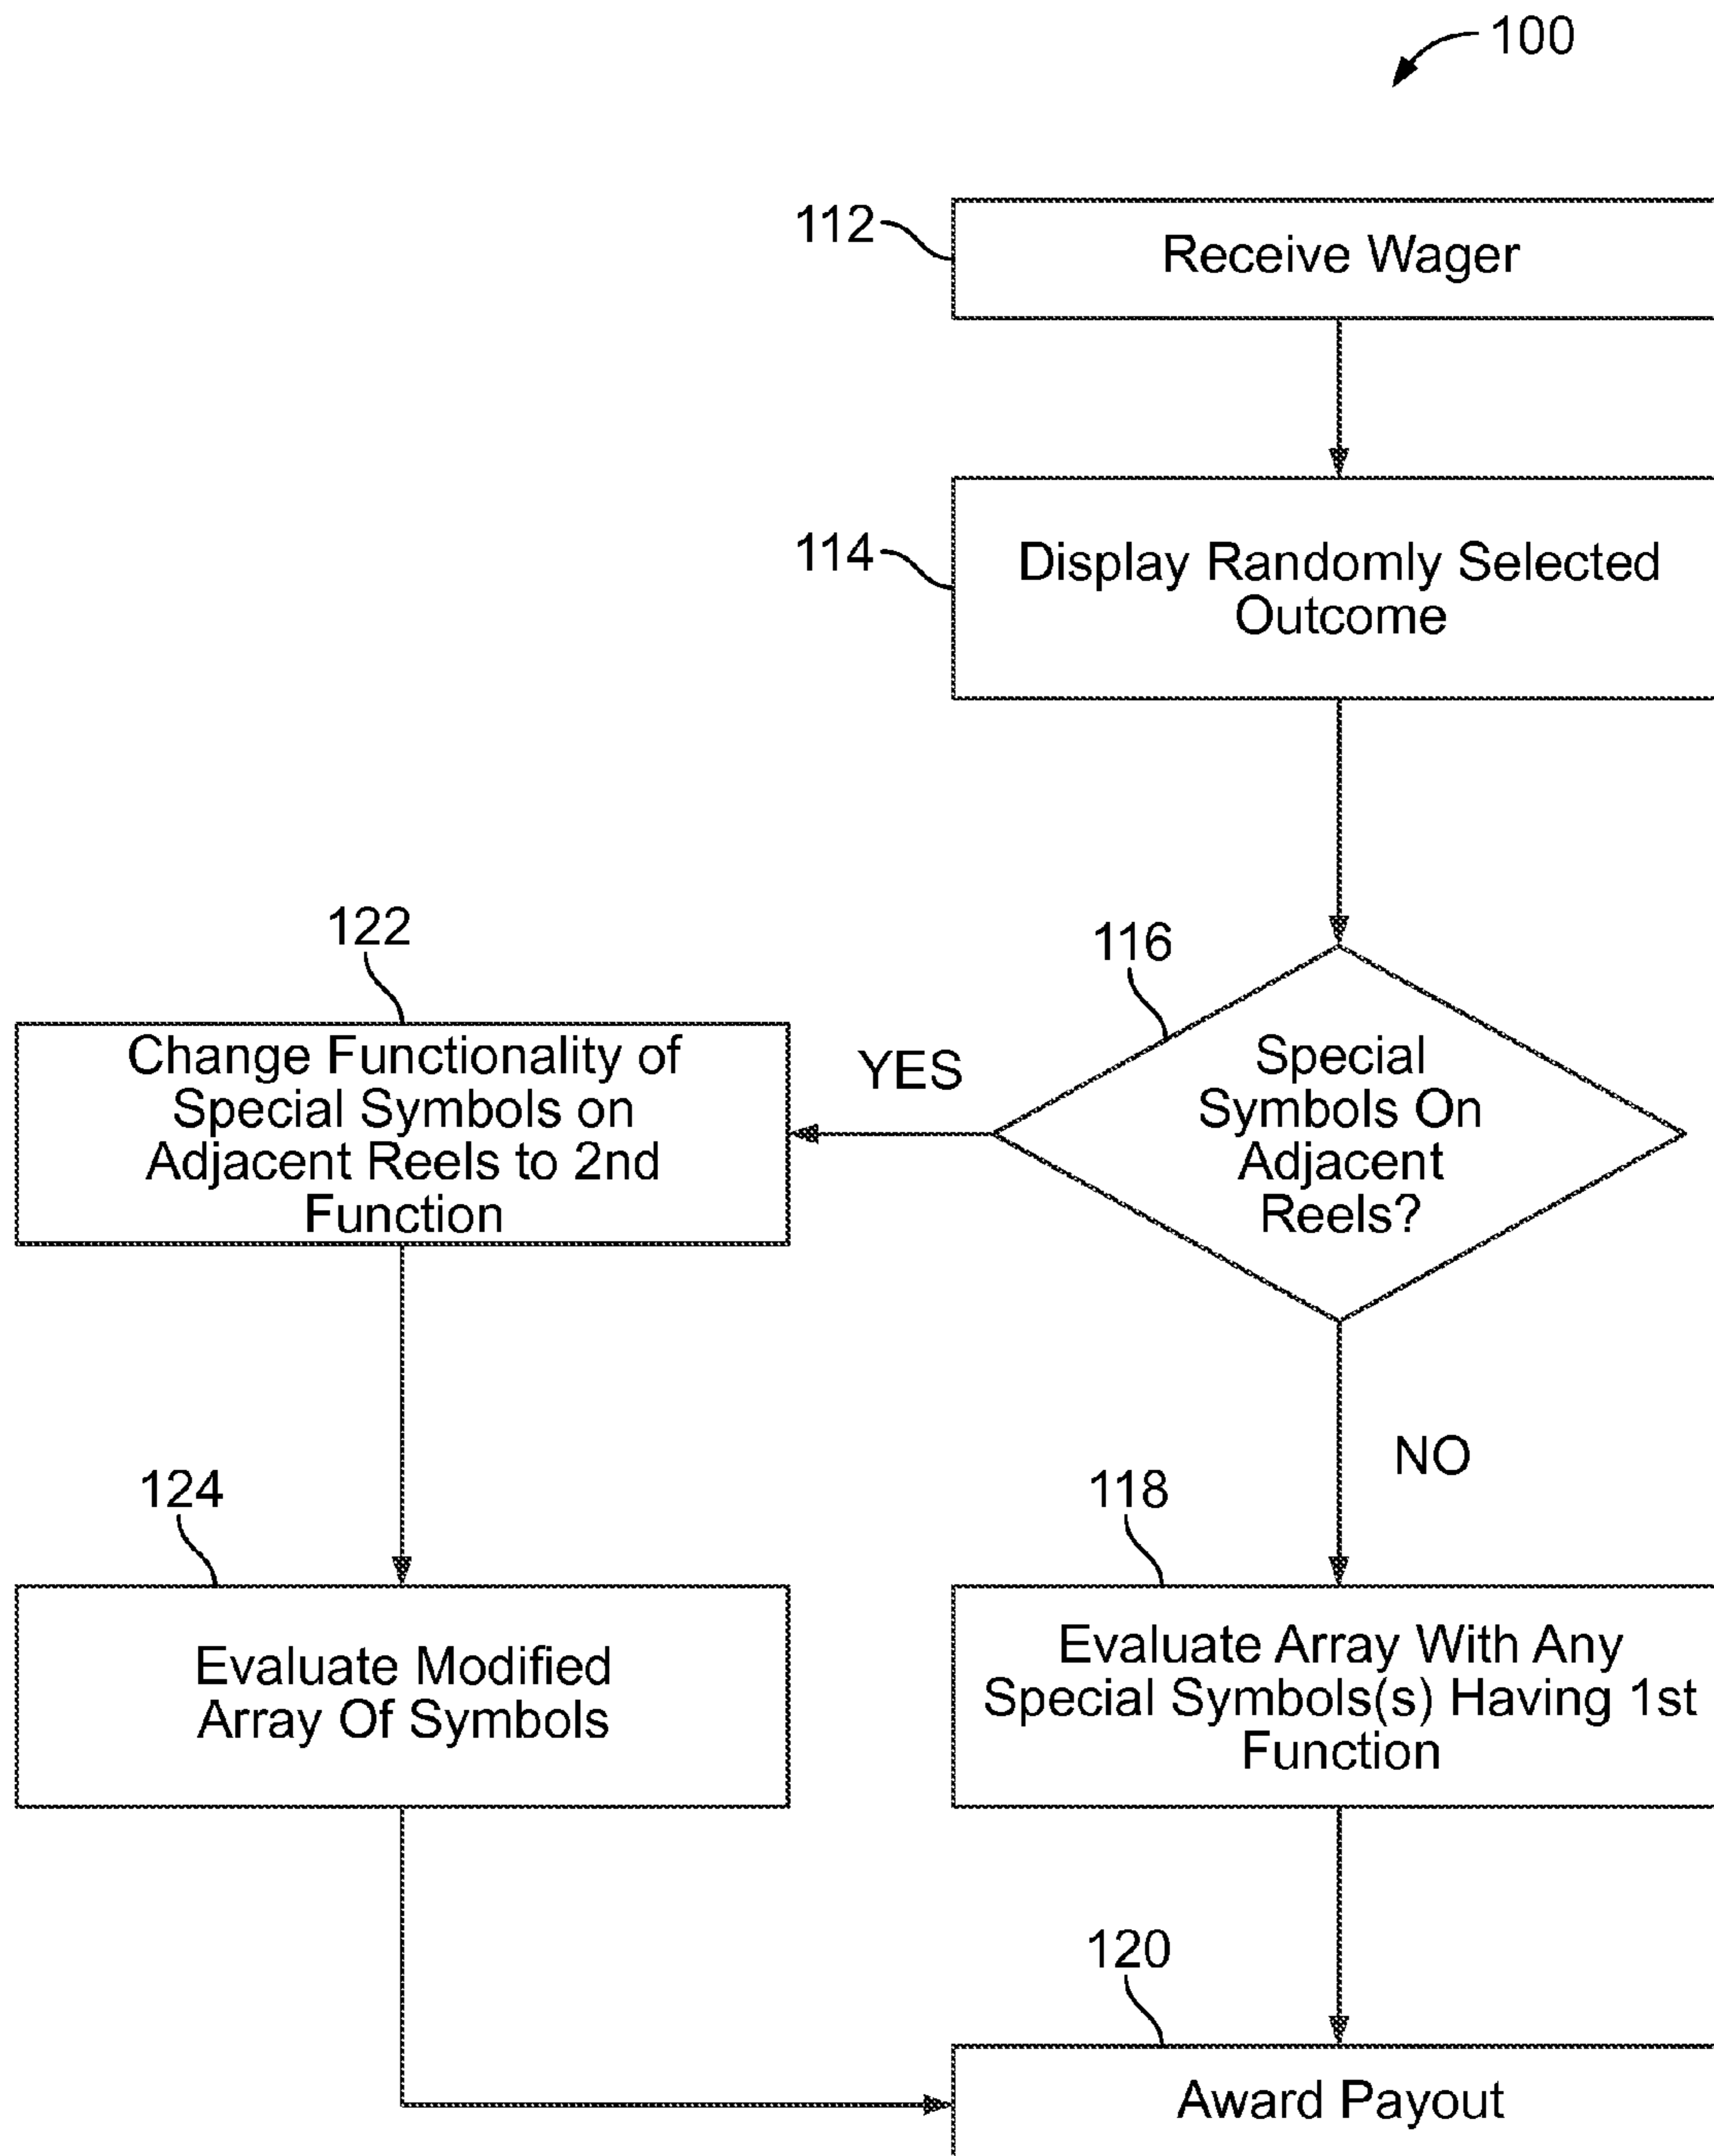 100
112
Receive Wager
114
Display Randomly Selected
Outcome
116
Special
Symbols On
Adjacent
Reels?
YES
122
Change Functionality of
Special Symbols on
Adjacent Reels to 2nd
Function
NO
124
Evaluate Modified
Array Of Symbols
118
Evaluate Array With Any
Special Symbols(s) Having 1st
Function
120
Award Payout